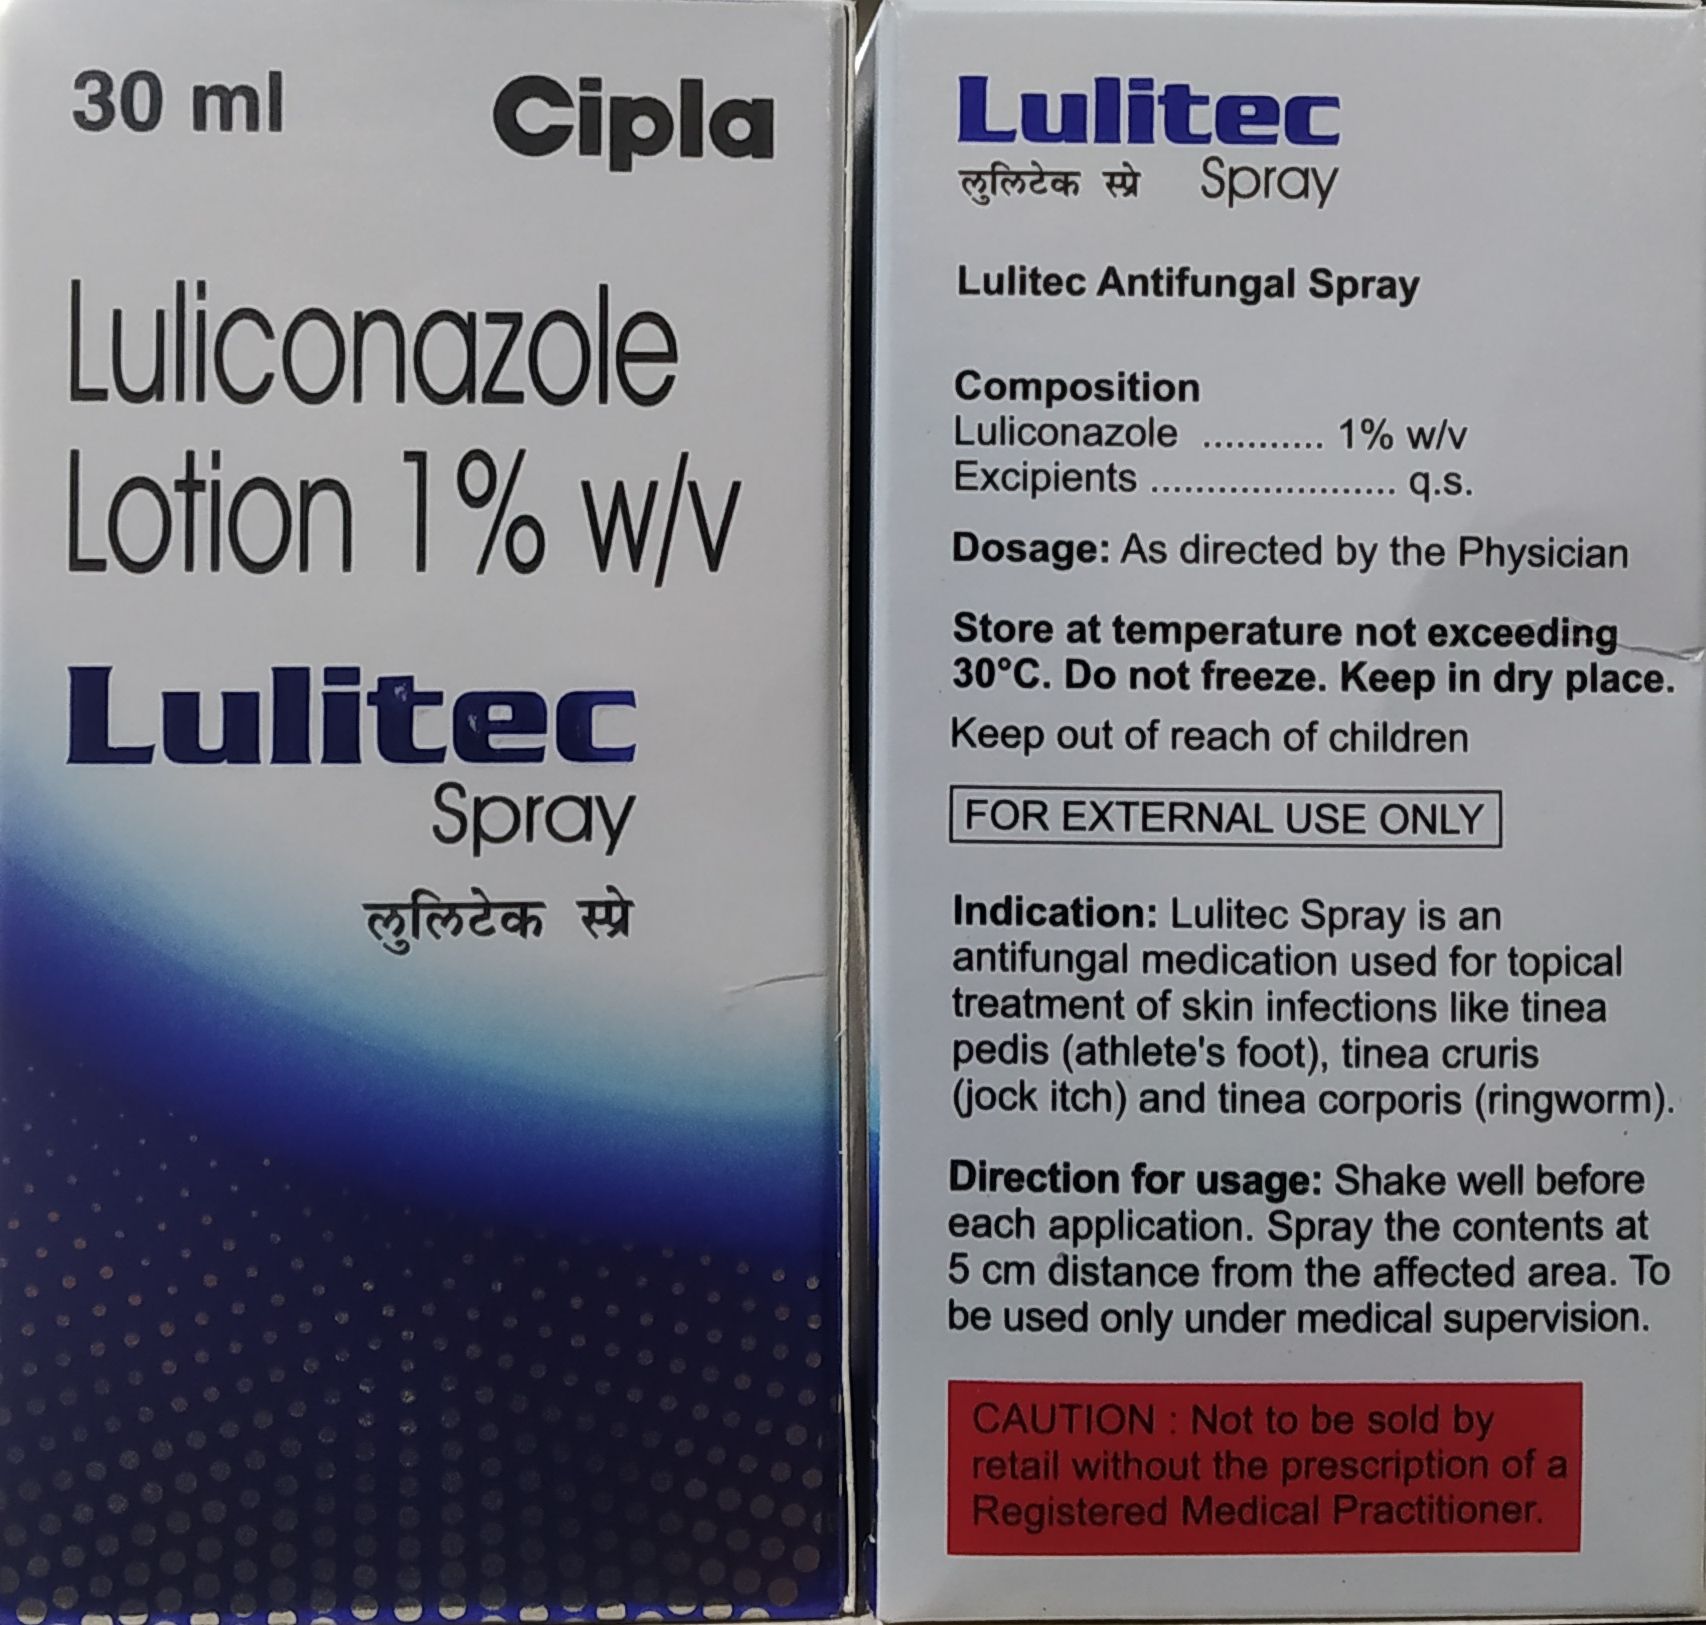 30 ml Cipla
Luliconazole
Lotion 1% w/v
Lulitec
Spray
लुलिटेक स्प्रे
Lulitec
लुलिटेक स्प्रे Spray
Lulitec Antifungal Spray
Composition
Luliconazole ........... 1% w/v
Excipients ...................... q.s.
Dosage: As directed by the Physician
Store at temperature not exceeding
30°C. Do not freeze. Keep in dry place.
Keep out of reach of children
FOR EXTERNAL USE ONLY
Indication: Lulitec Spray is an
antifungal medication used for topical
treatment of skin infections like tinea
pedis (athlete's foot), tinea cruris
(jock itch) and tinea corporis (ringworm).
Direction for usage: Shake well before
each application. Spray the contents at
5 cm distance from the affected area. To
be used only under medical supervision.
CAUTION : Not to be sold by
retail without the prescription of a
Registered Medical Practitioner.